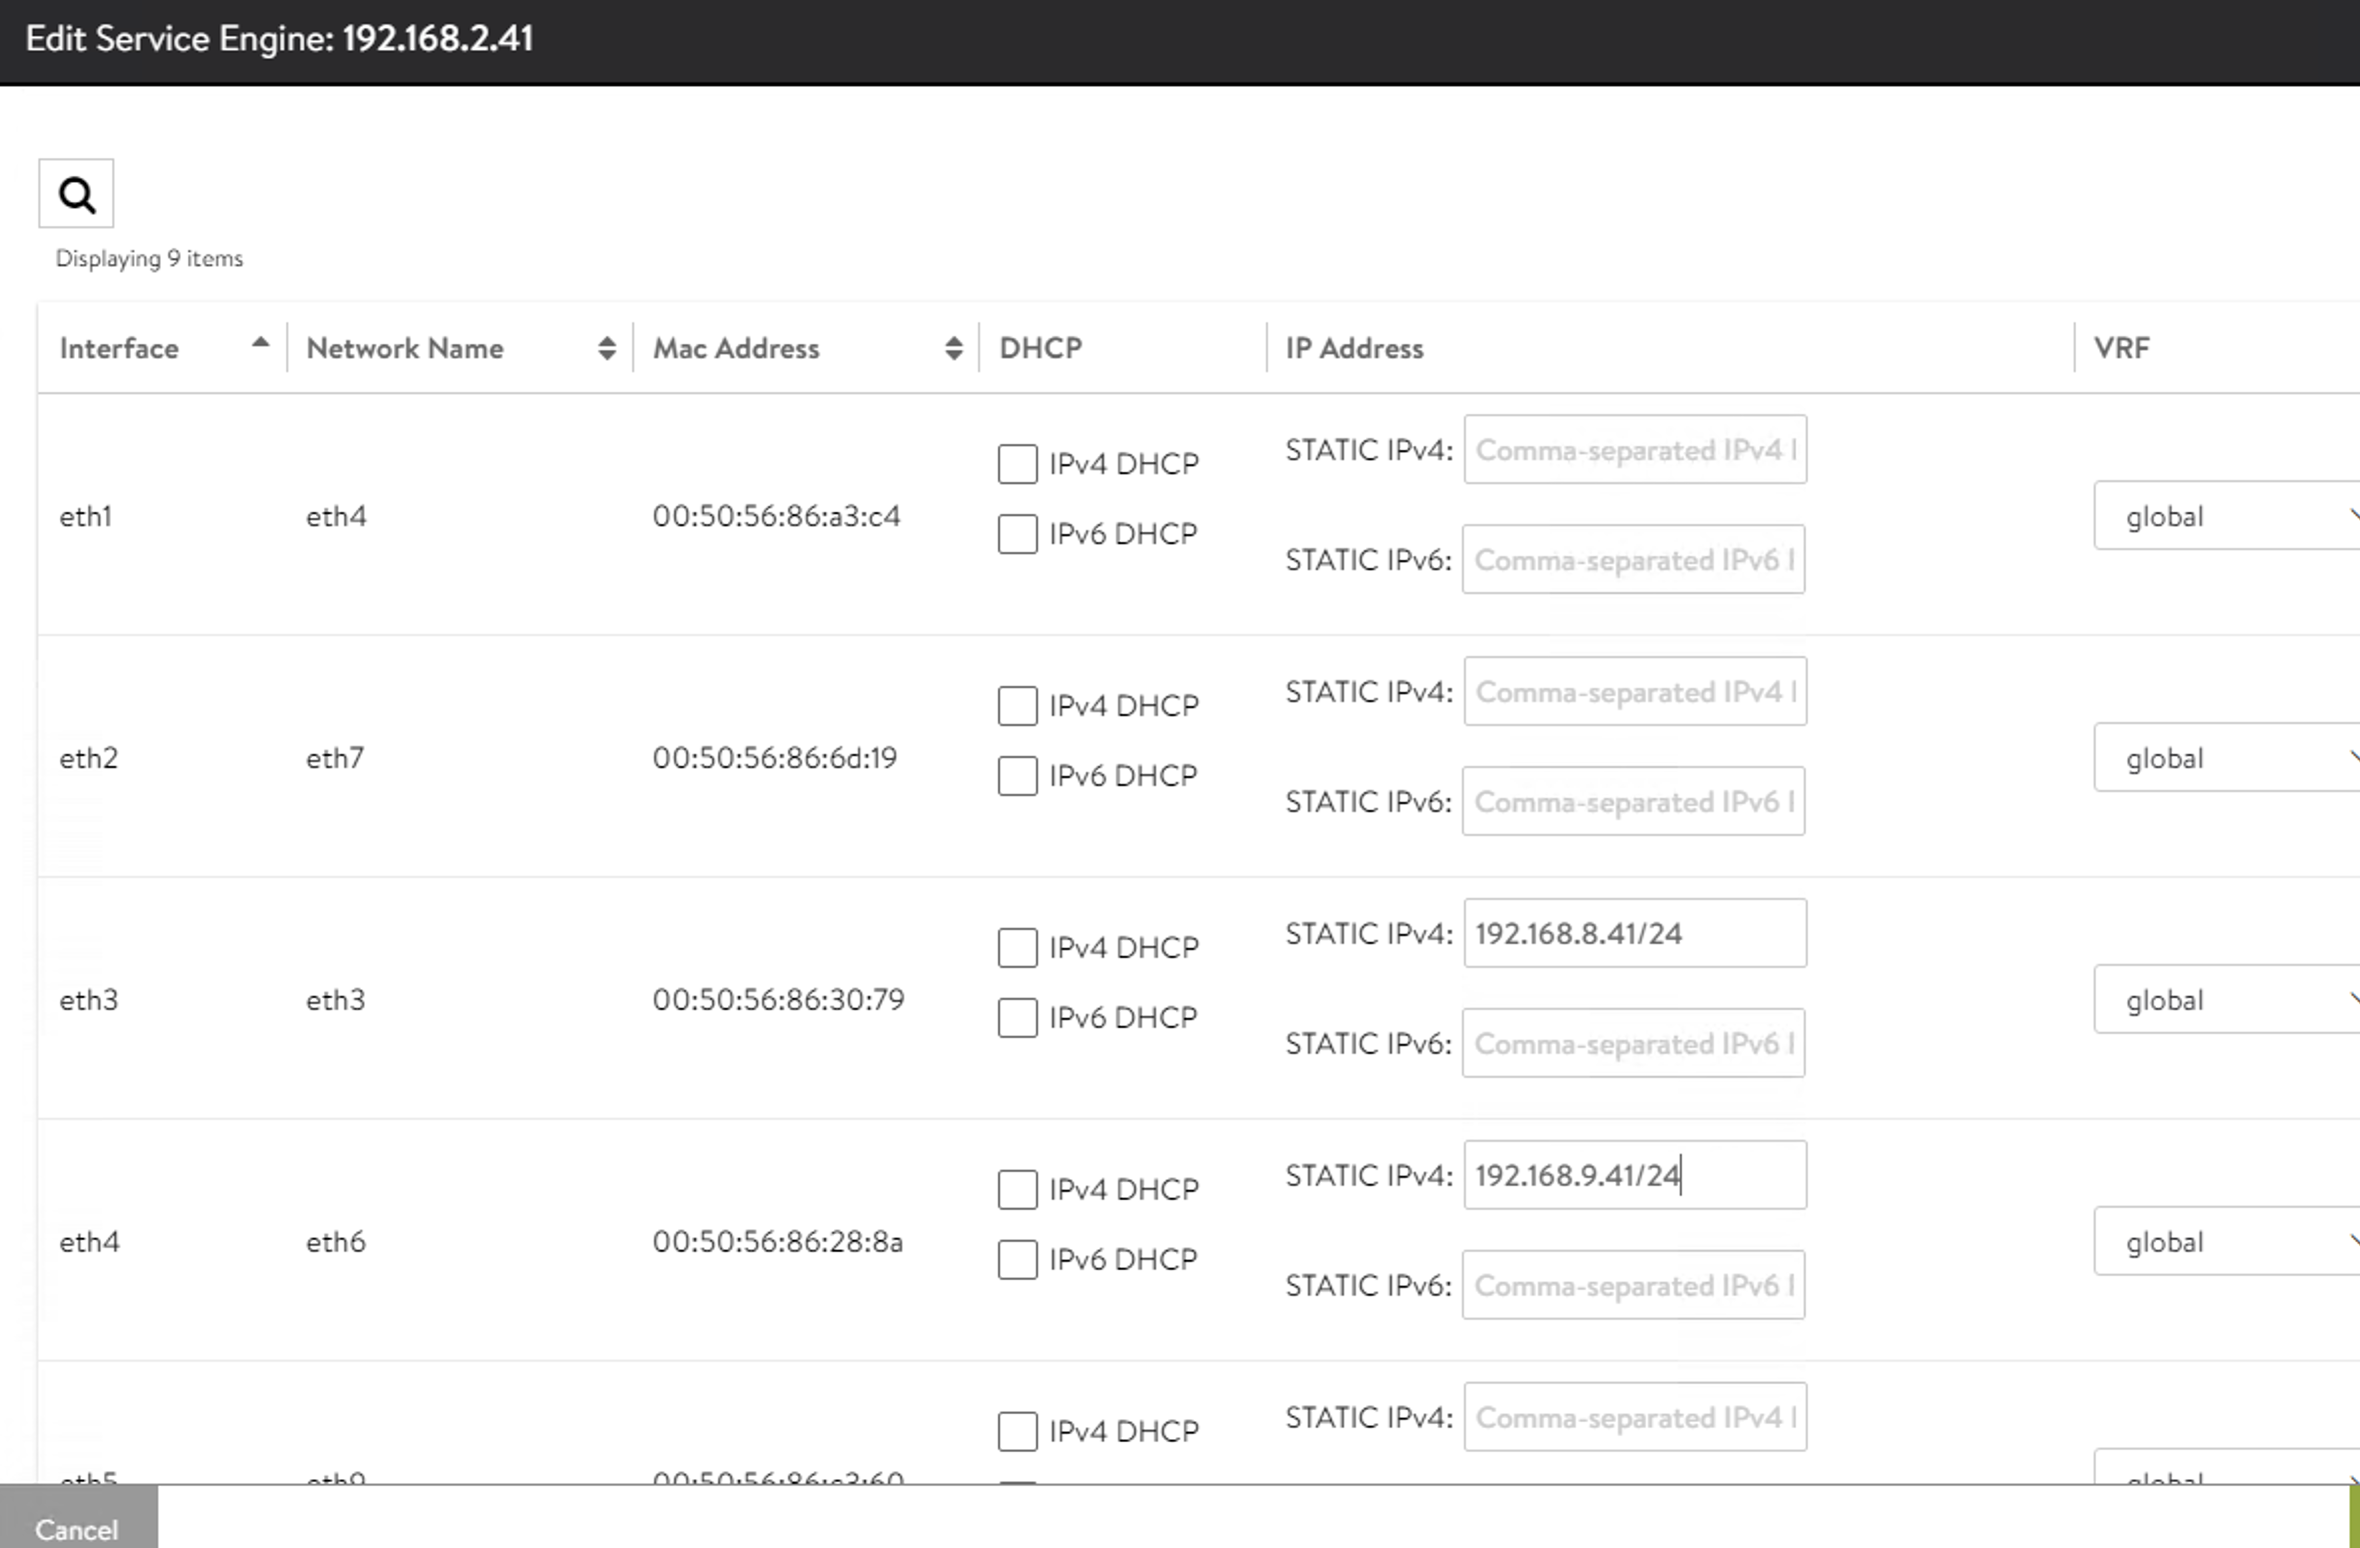 Edit Service Engine: 192.168.2.41
Displaying 9 items
Interface Network Name Mac Address DHCP IP Address VRF
STATIC IPv4: Comma-separated IPv4
IPv4 DHCP
eth1 eth4 00:50:56:86:a3:c4 global
IPv6 DHCP
STATIC IPv6: Comma-separated IPv6
STATIC IPv4: Comma-separated IPv4
IPv4 DHCP
eth2 eth7 00:50:56:86:6d:19 global
IPv6 DHCP
STATIC IPv6: Comma-separated IPv6
STATIC IPv4: 192.168.8.41/24
IPv4 DHCP
eth3 eth3 00:50:56:86:30:79 global
IPv6 DHCP
STATIC IPv6: Comma-separated IPv6
STATIC IPv4: 192.168.9.41/24
IPv4 DHCP
eth4 eth6 00:50:56:86:28:8a global
IPv6 DHCP
STATIC IPv6: Comma-separated IPv6
STATIC IPv4: Comma-separated IPv4
IPv4 DHCP
eth5 eth9 global
Cancel